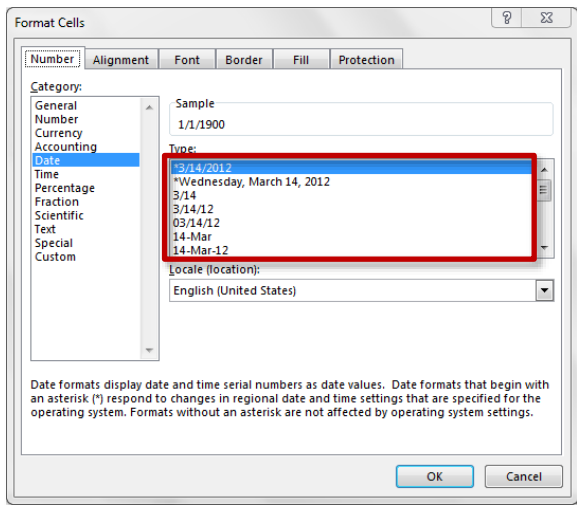 Format Cells
Number Alignment Font Border Fill Protection
Category:
General
Number
Currency
Accounting
Date
Time
Percentage
Fraction
Scientific
Text
Special
Custom
Sample
1/1/1900
Type:
*3/14/2012
*Wednesday, March 14, 2012
3/14
3/14/12
03/14/12
14-Mar
14-Mar-12
Locale (location):
English (United States)
Date formats display date and time serial numbers as date values. Date formats that begin with
an asterisk (*) respond to changes in regional date and time settings that are specified for the
operating system. Formats without an asterisk are not affected by operating system settings.
OK Cancel